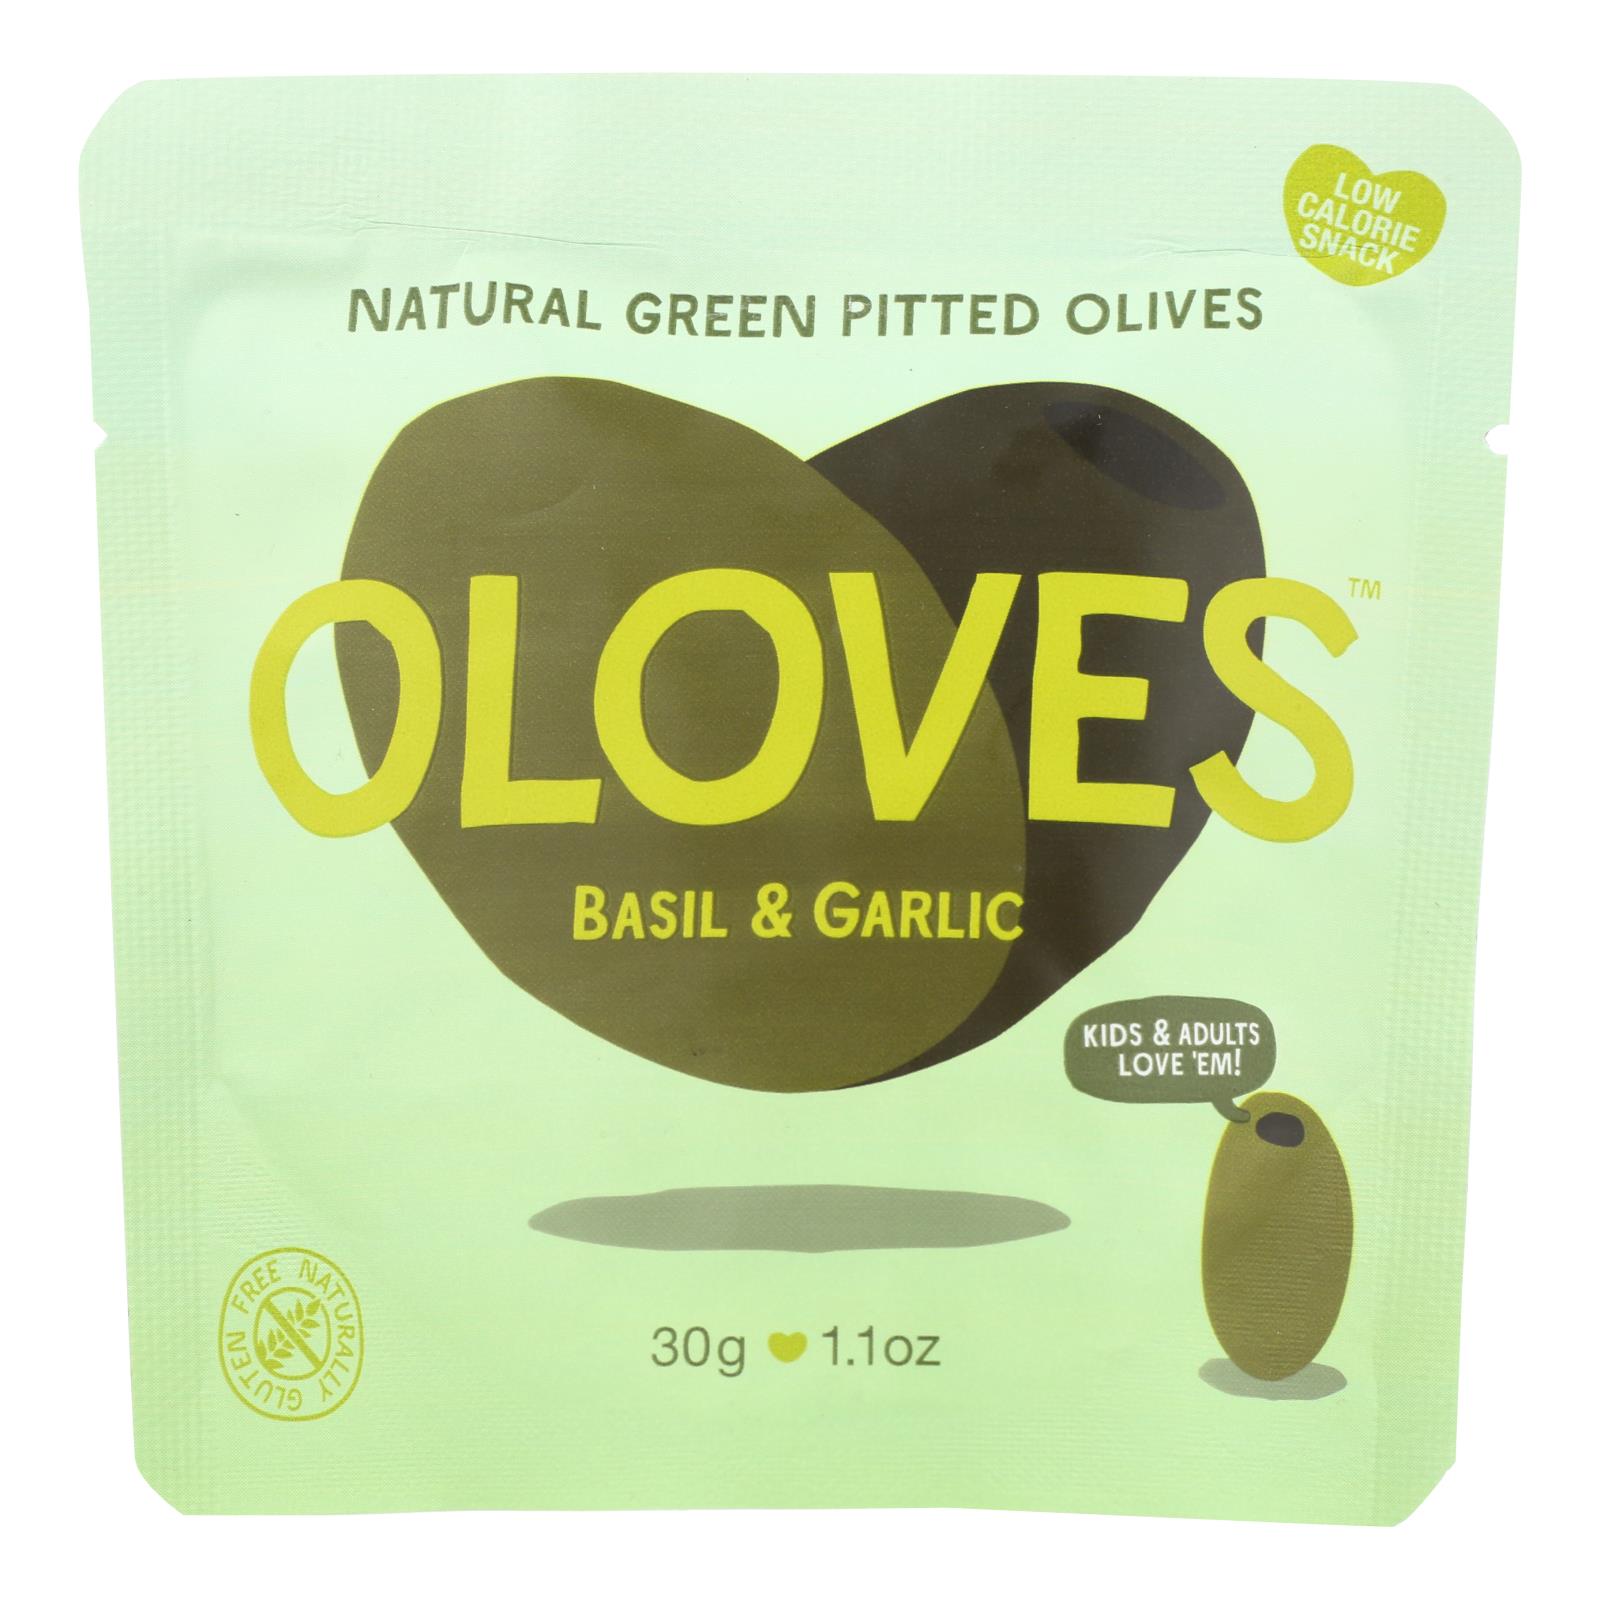 LOW
CALORIE
SNACK
NATURAL GREEN PITTED OLIVES
OLOVES™
BASIL & GARLIC
KIDS & ADULTS
LOVE 'EM!
NATURALLY GLUTEN FREE
30g 1.1oz